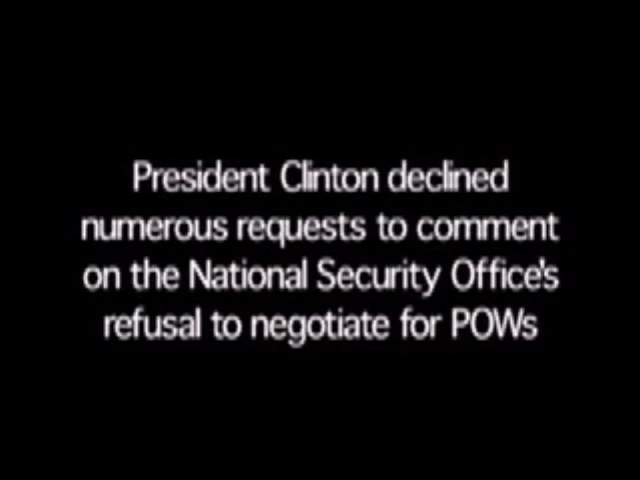 President Clinton declined
numerous requests to comment
on the National Security Office's
refusal to negotiate for POWs